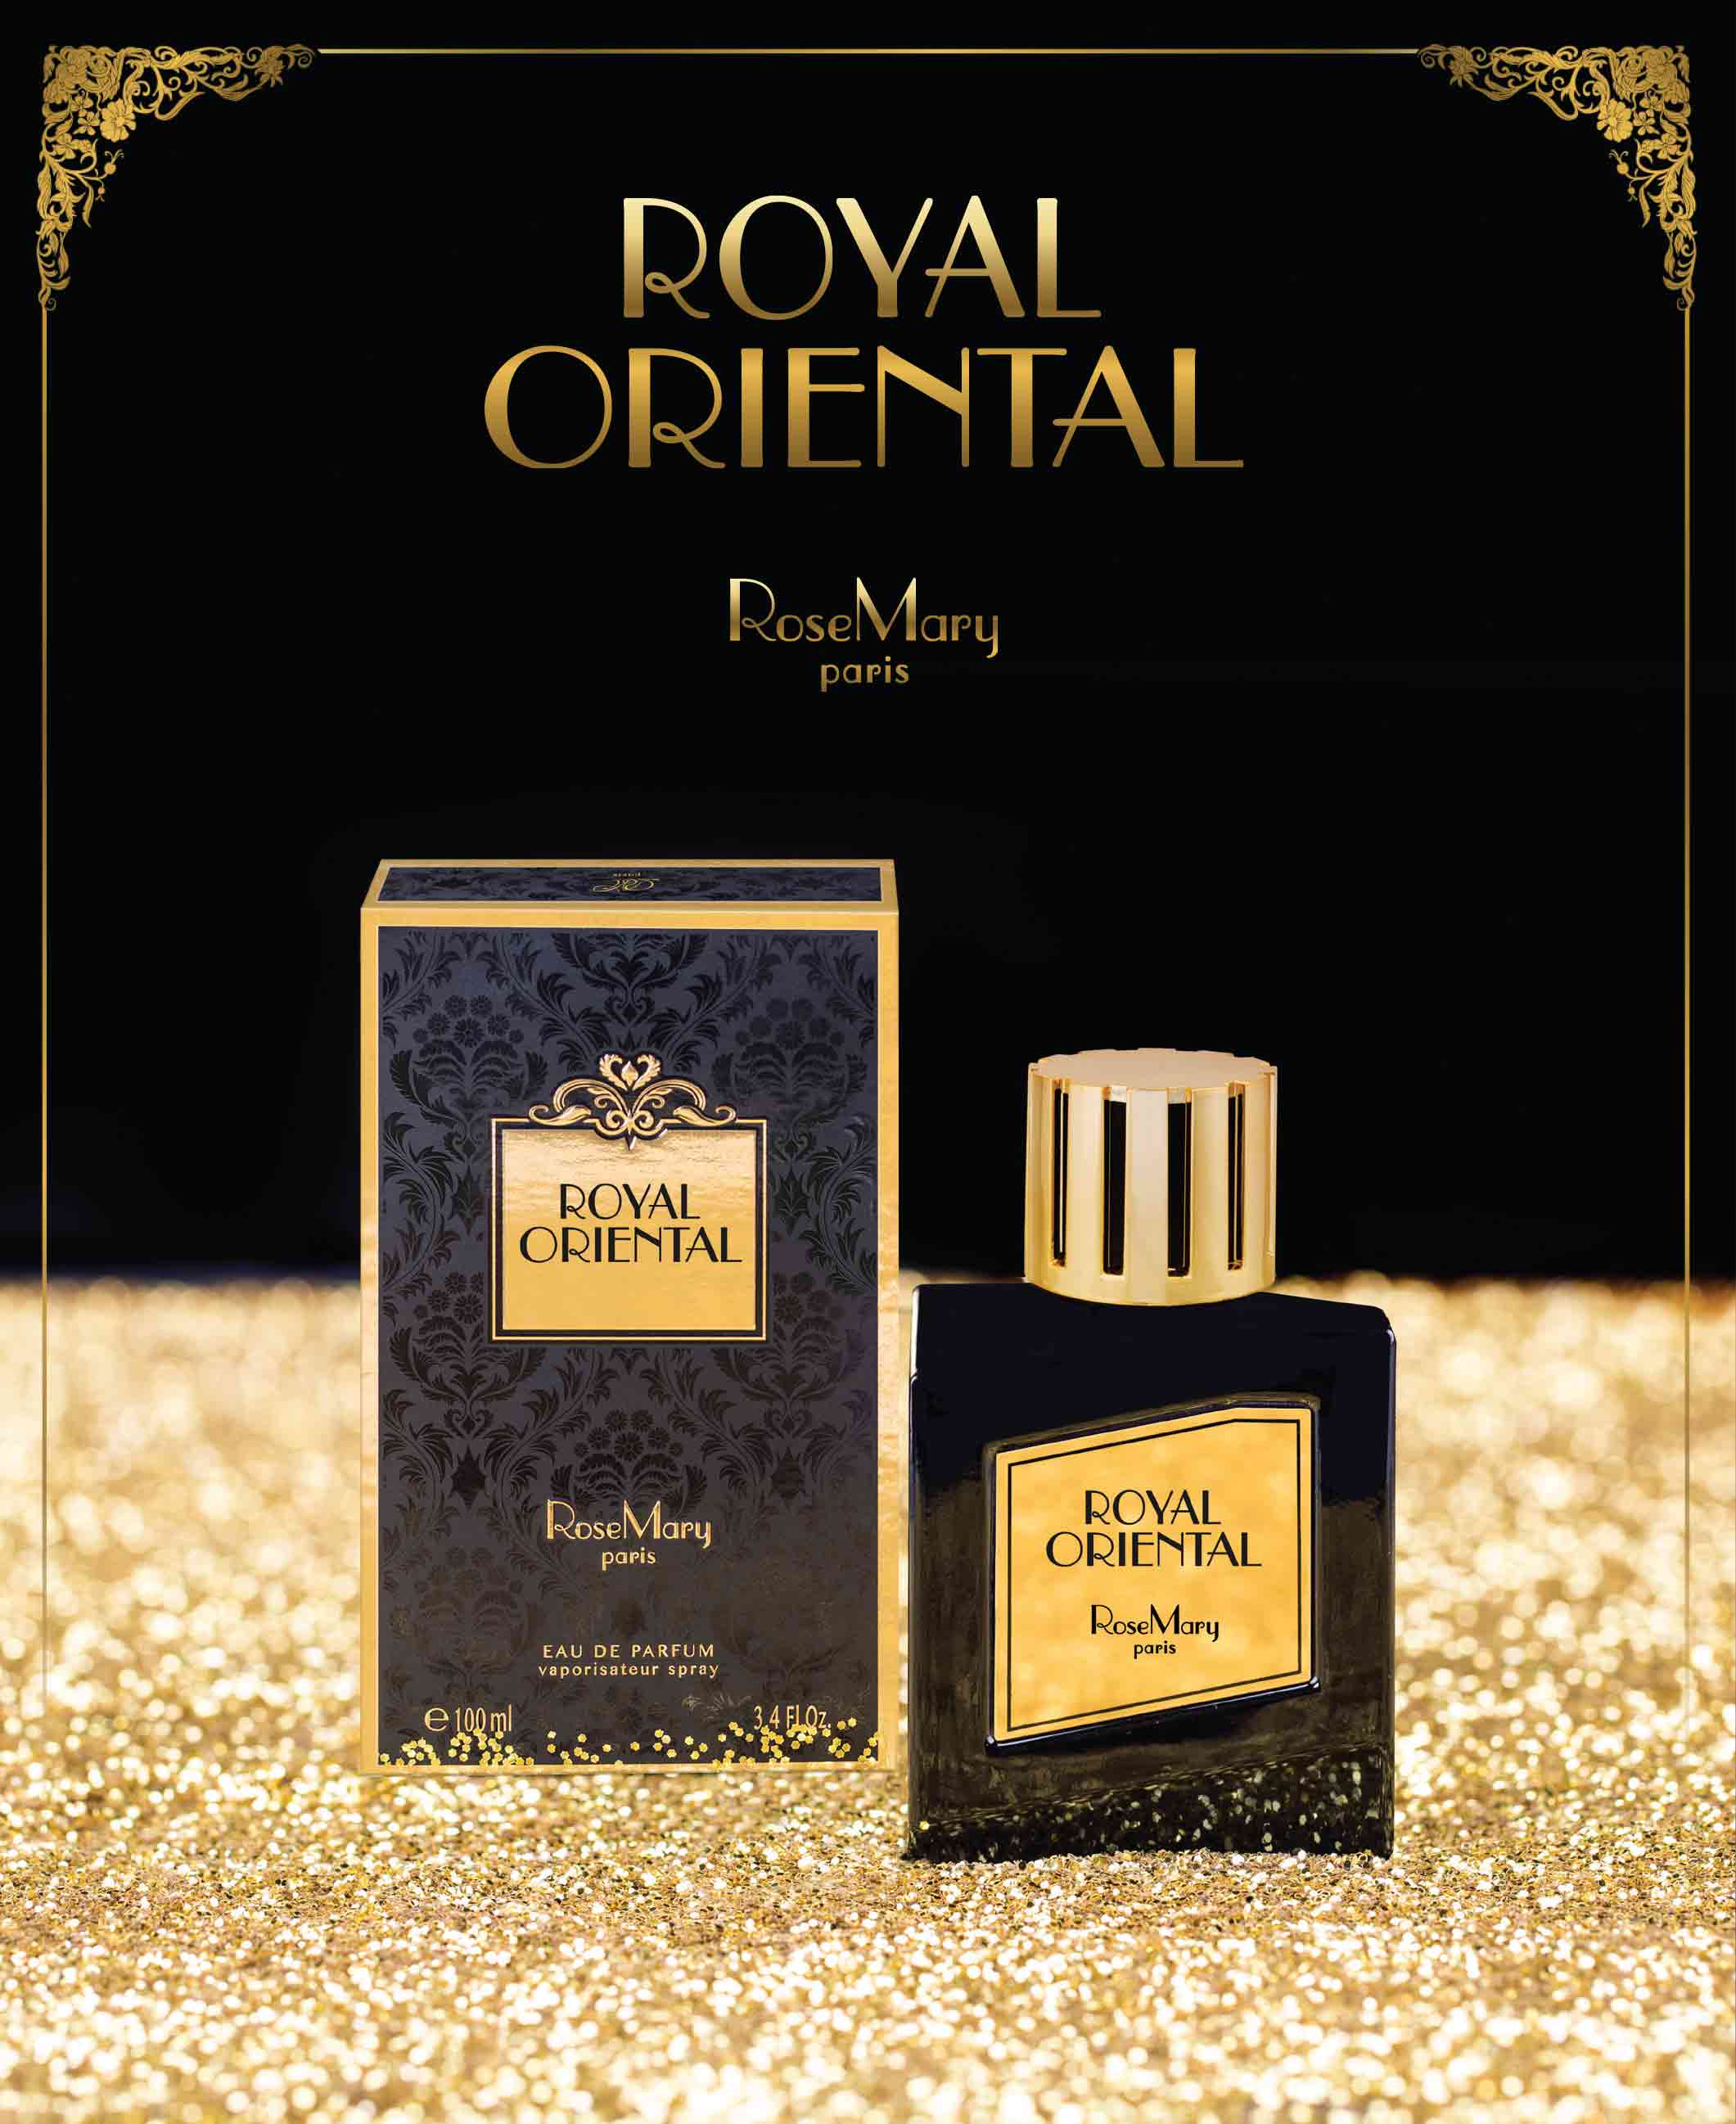 ROYAL
ORIENTAL
RoseMary
paris
ROYAL
ORIENTAL
RoseMary
paris
EAU DE PARFUM
vaporisateur spray
℮ 100 ml 3.4 Fl.Oz.
ROYAL
ORIENTAL
RoseMary
paris